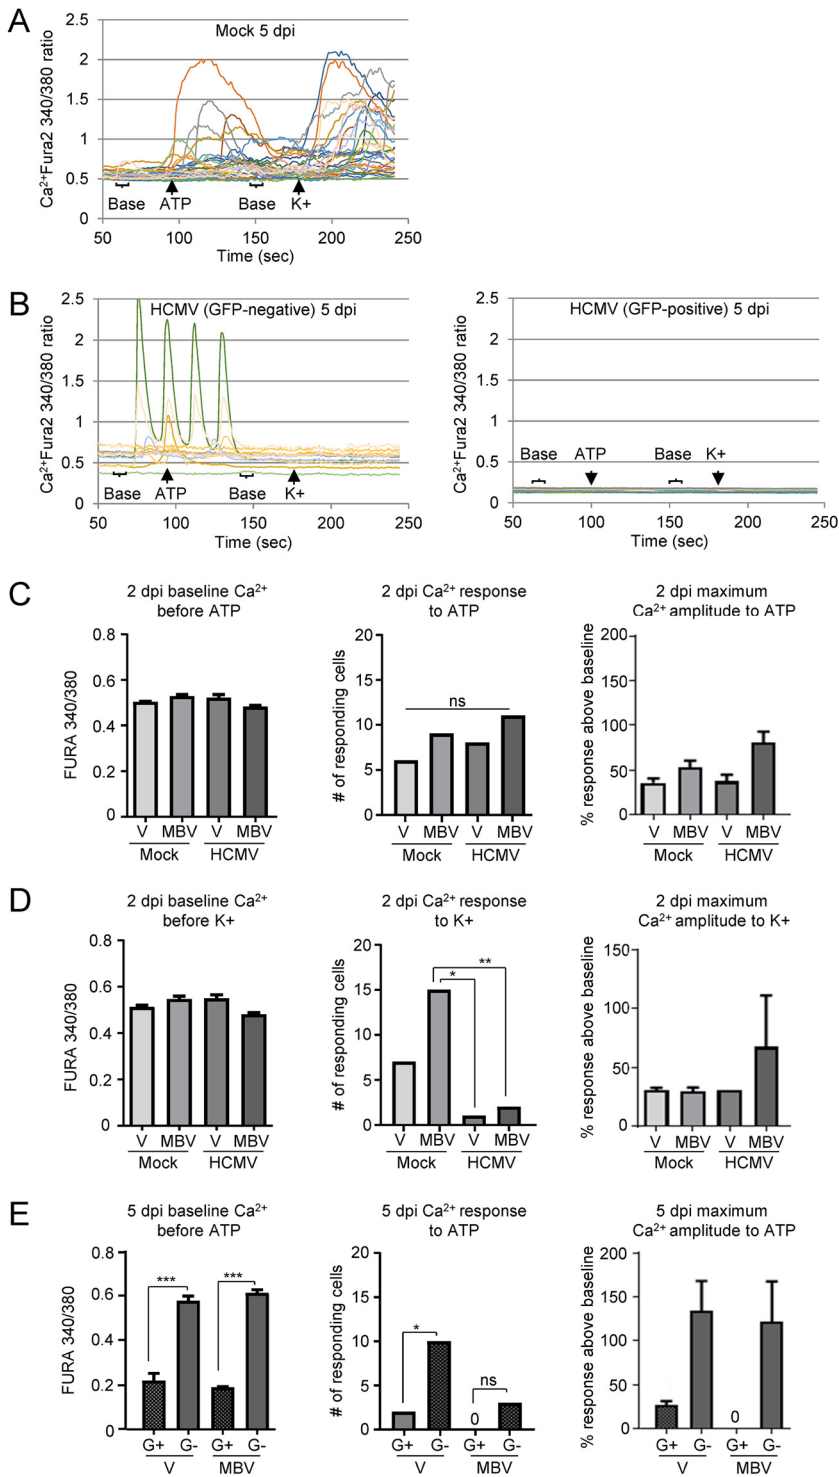 A
Mock 5 dpi
Ca²⁺Fura2 340/380 ratio
2.5
2
1.5
1
0.5
0
Base
ATP
Base
K+
50
100
150
200
250
Time (sec)
B
HCMV (GFP-negative) 5 dpi
Ca²⁺Fura2 340/380 ratio
2.5
2
1.5
1
0.5
0
Base
ATP
Base
K+
50
100
150
200
250
Time (sec)
HCMV (GFP-positive) 5 dpi
Ca²⁺Fura2 340/380 ratio
2.5
2
1.5
1
0.5
0
Base
ATP
Base
K+
50
100
150
200
250
Time (sec)
C
2 dpi baseline Ca²⁺
before ATP
FURA 340/380
0.8
0.6
0.4
0.2
0
V MBV V MBV
Mock HCMV
2 dpi Ca²⁺ response
to ATP
# of responding cells
20
15
10
5
0
ns
V MBV V MBV
Mock HCMV
2 dpi maximum
Ca²⁺ amplitude to ATP
% response above baseline
200
150
100
50
0
V MBV V MBV
Mock HCMV
D
2 dpi baseline Ca²⁺
before K+
FURA 340/380
0.8
0.6
0.4
0.2
0
V MBV V MBV
Mock HCMV
2 dpi Ca²⁺ response
to K+
# of responding cells
20
15
10
5
0
* **
V MBV V MBV
Mock HCMV
2 dpi maximum
Ca²⁺ amplitude to K+
% response above baseline
150
100
50
0
V MBV V MBV
Mock HCMV
E
5 dpi baseline Ca²⁺
before ATP
FURA 340/380
0.8
0.6
0.4
0.2
0
*** ***
G+ G- G+ G-
V MBV
5 dpi Ca²⁺ response
to ATP
# of responding cells
20
15
10
5
0
*
ns
0
G+ G- G+ G-
V MBV
5 dpi maximum
Ca²⁺ amplitude to ATP
% response above baseline
200
150
100
50
0
0
G+ G- G+ G-
V MBV